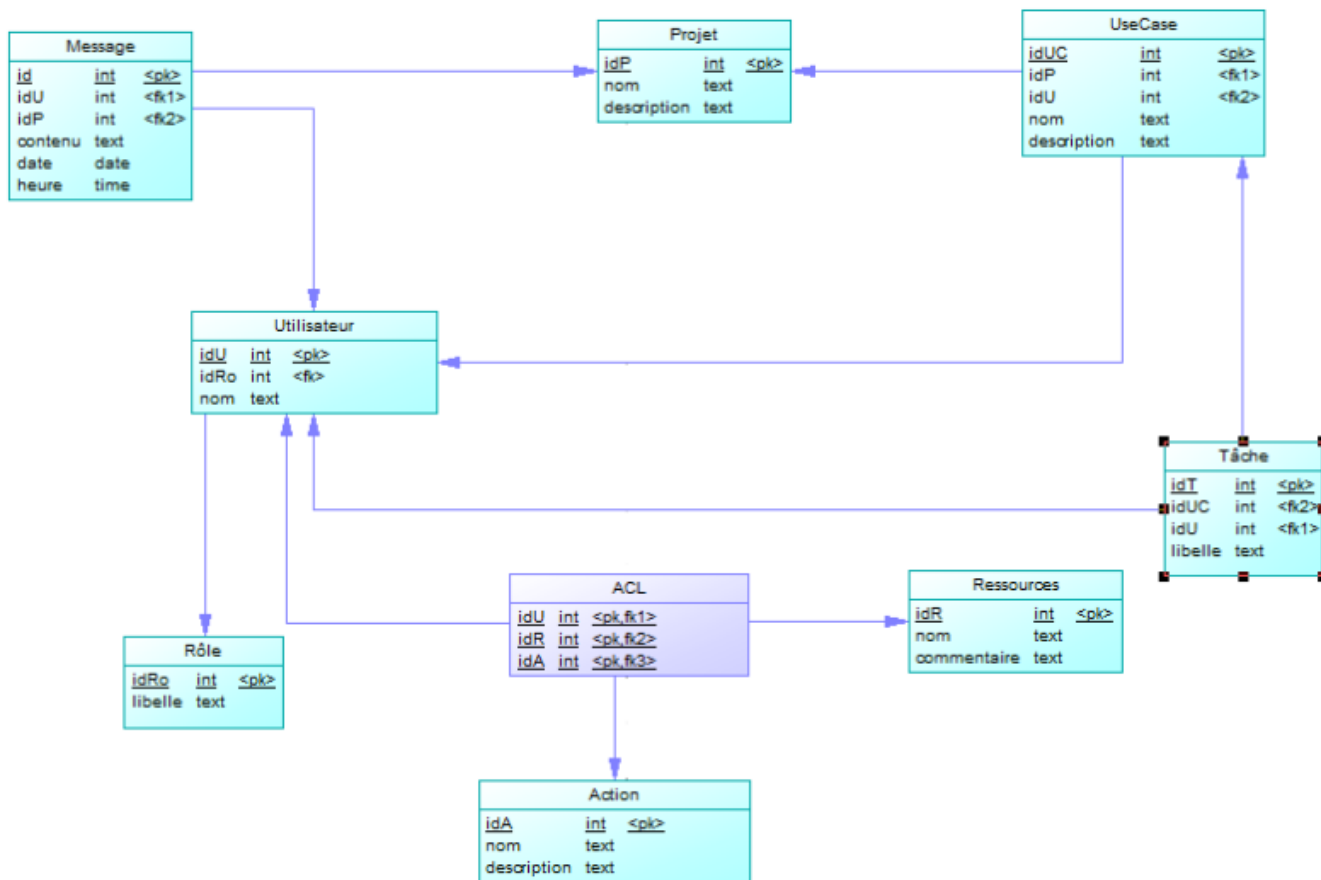 Message
id int <pk>
idU int <fk1>
idP int <fk2>
contenu text
date date
heure time
Projet
idP int <pk>
nom text
description text
UseCase
idUC int <pk>
idP int <fk1>
idU int <fk2>
nom text
description text
Utilisateur
idU int <pk>
idRo int <fk>
nom text
Tâche
idT int <pk>
idUC int <fk2>
idU int <fk1>
libelle text
ACL
idU int <pk,fk1>
idR int <pk,fk2>
idA int <pk,fk3>
Ressources
idR int <pk>
nom text
commentaire text
Rôle
idRo int <pk>
libelle text
Action
idA int <pk>
nom text
description text